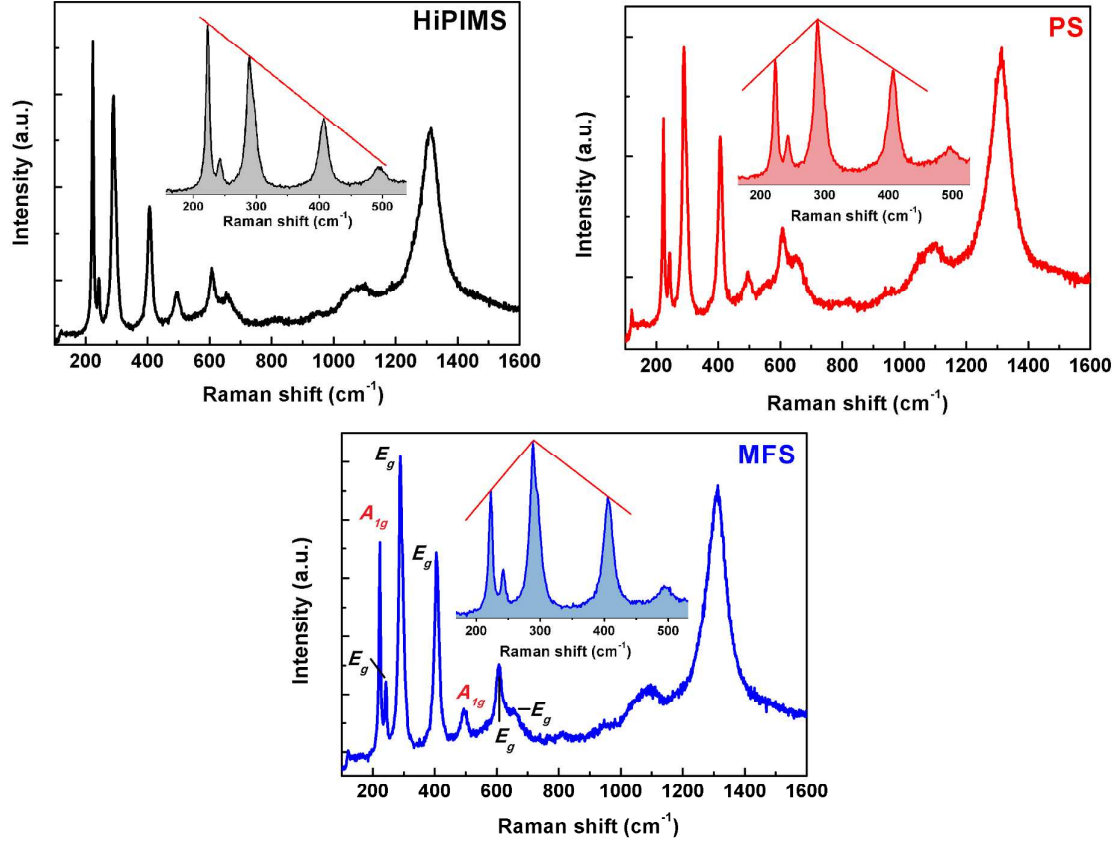 HiPIMS
Intensity (a.u.)
200 300 400 500
Raman shift (cm-1)
200 400 600 800 1000 1200 1400 1600
Raman shift (cm-1)
PS
Intensity (a.u.)
200 300 400 500
Raman shift (cm-1)
200 400 600 800 1000 1200 1400 1600
Raman shift (cm-1)
MFS
Intensity (a.u.)
Eg
A1g
Eg
Eg
A1g
Eg
Eg
200 300 400 500
Raman shift (cm-1)
200 400 600 800 1000 1200 1400 1600
Raman shift (cm-1)